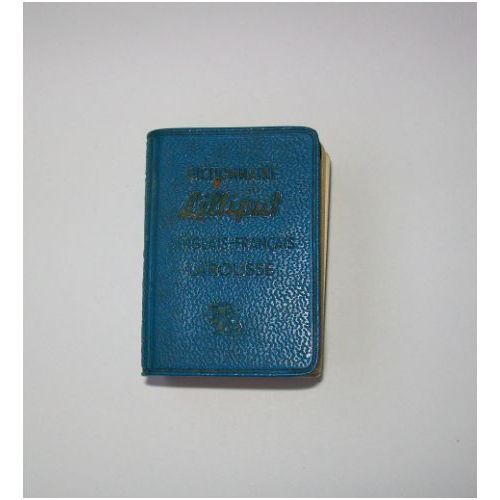 DICTIONNAIRE
Lilliput
ANGLAIS-FRANÇAIS
LAROUSSE